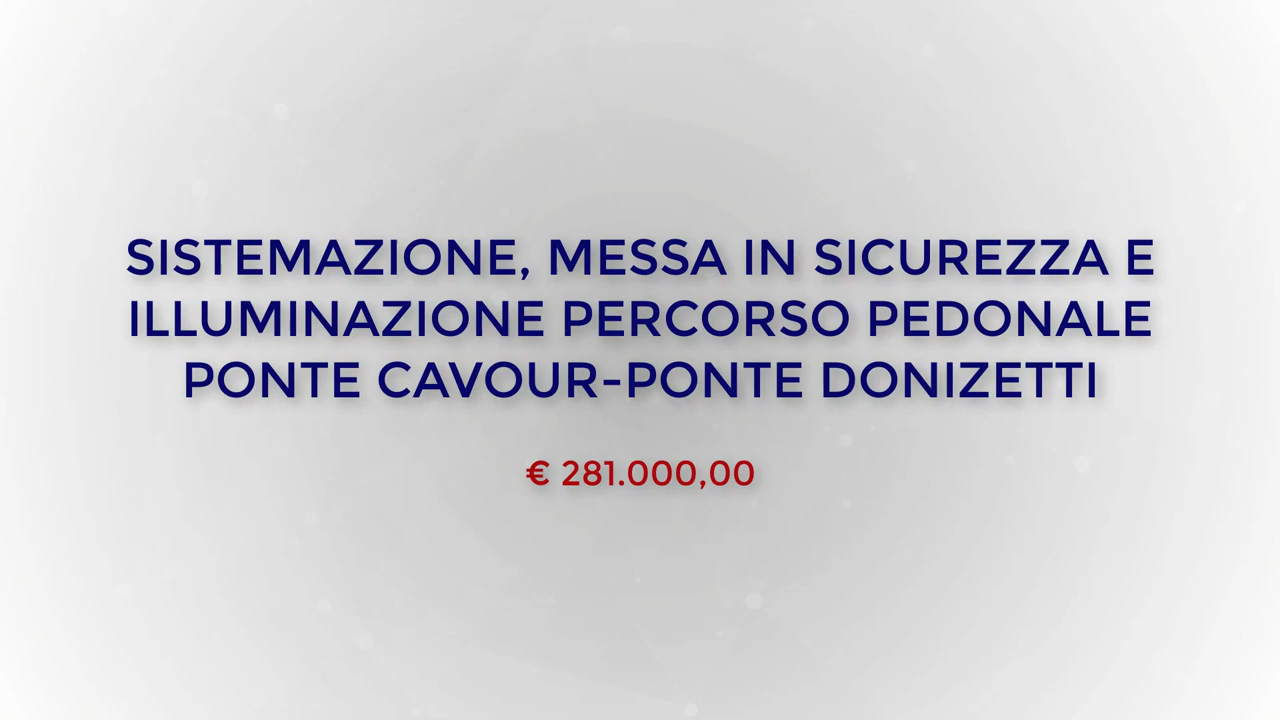 SISTEMAZIONE, MESSA IN SICUREZZA E
ILLUMINAZIONE PERCORSO PEDONALE
PONTE CAVOUR-PONTE DONIZETTI
€ 281.000,00